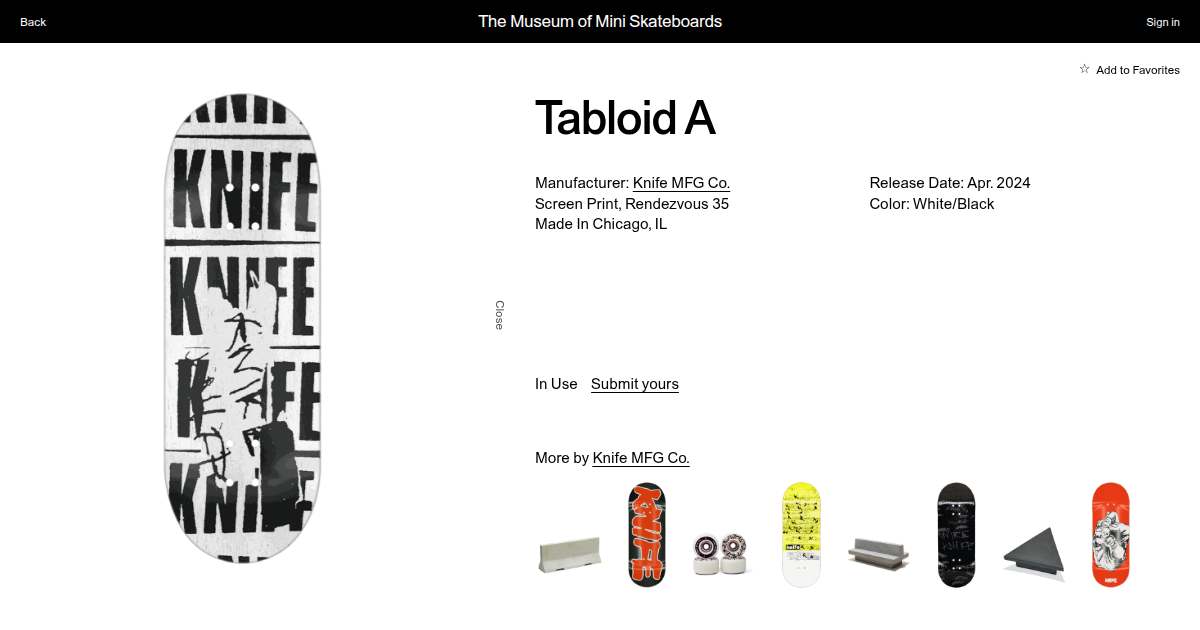 Back
The Museum of Mini Skateboards
Sign in
☆ Add to Favorites
Tabloid A
Manufacturer: Knife MFG Co.
Screen Print, Rendezvous 35
Made In Chicago, IL
Release Date: Apr. 2024
Color: White/Black
KNIFE
KNIFE
KNIFE
KNIFE
Close
In Use Submit yours
More by Knife MFG Co.
KNIFE